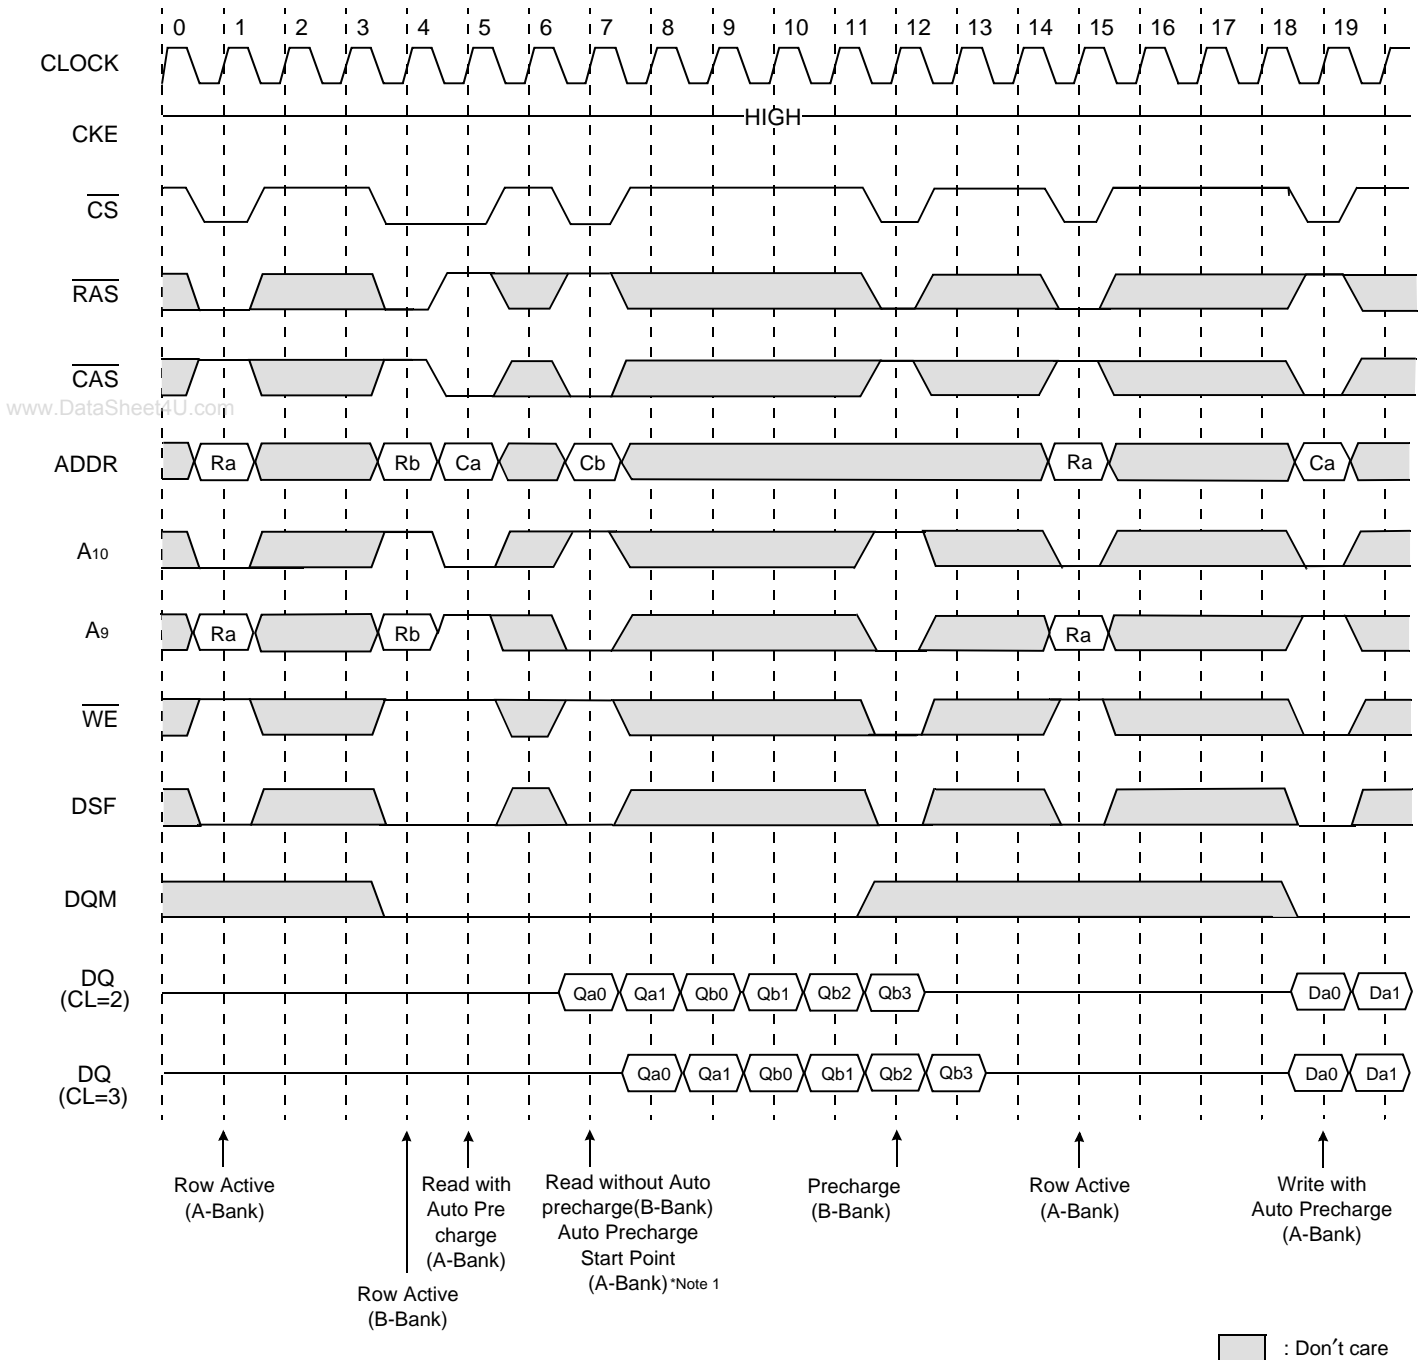 0 1 2 3 4 5 6 7 8 9 10 11 12 13 14 15 16 17 18 19
CLOCK
CKE
HIGH
CS
RAS
CAS
www.DataSheet4U.com
ADDR
Ra Rb Ca Cb Ra Ca
A10
A9
Ra Rb Ra
WE
DSF
DQM
DQ
(CL=2)
Qa0 Qa1 Qb0 Qb1 Qb2 Qb3 Da0 Da1
DQ
(CL=3)
Qa0 Qa1 Qb0 Qb1 Qb2 Qb3 Da0 Da1
Row Active
(A-Bank)
Row Active
(B-Bank)
Read with
Auto Pre
charge
(A-Bank)
Read without Auto
precharge(B-Bank)
Auto Precharge
Start Point
(A-Bank) *Note 1
Precharge
(B-Bank)
Row Active
(A-Bank)
Write with
Auto Precharge
(A-Bank)
: Don′t care